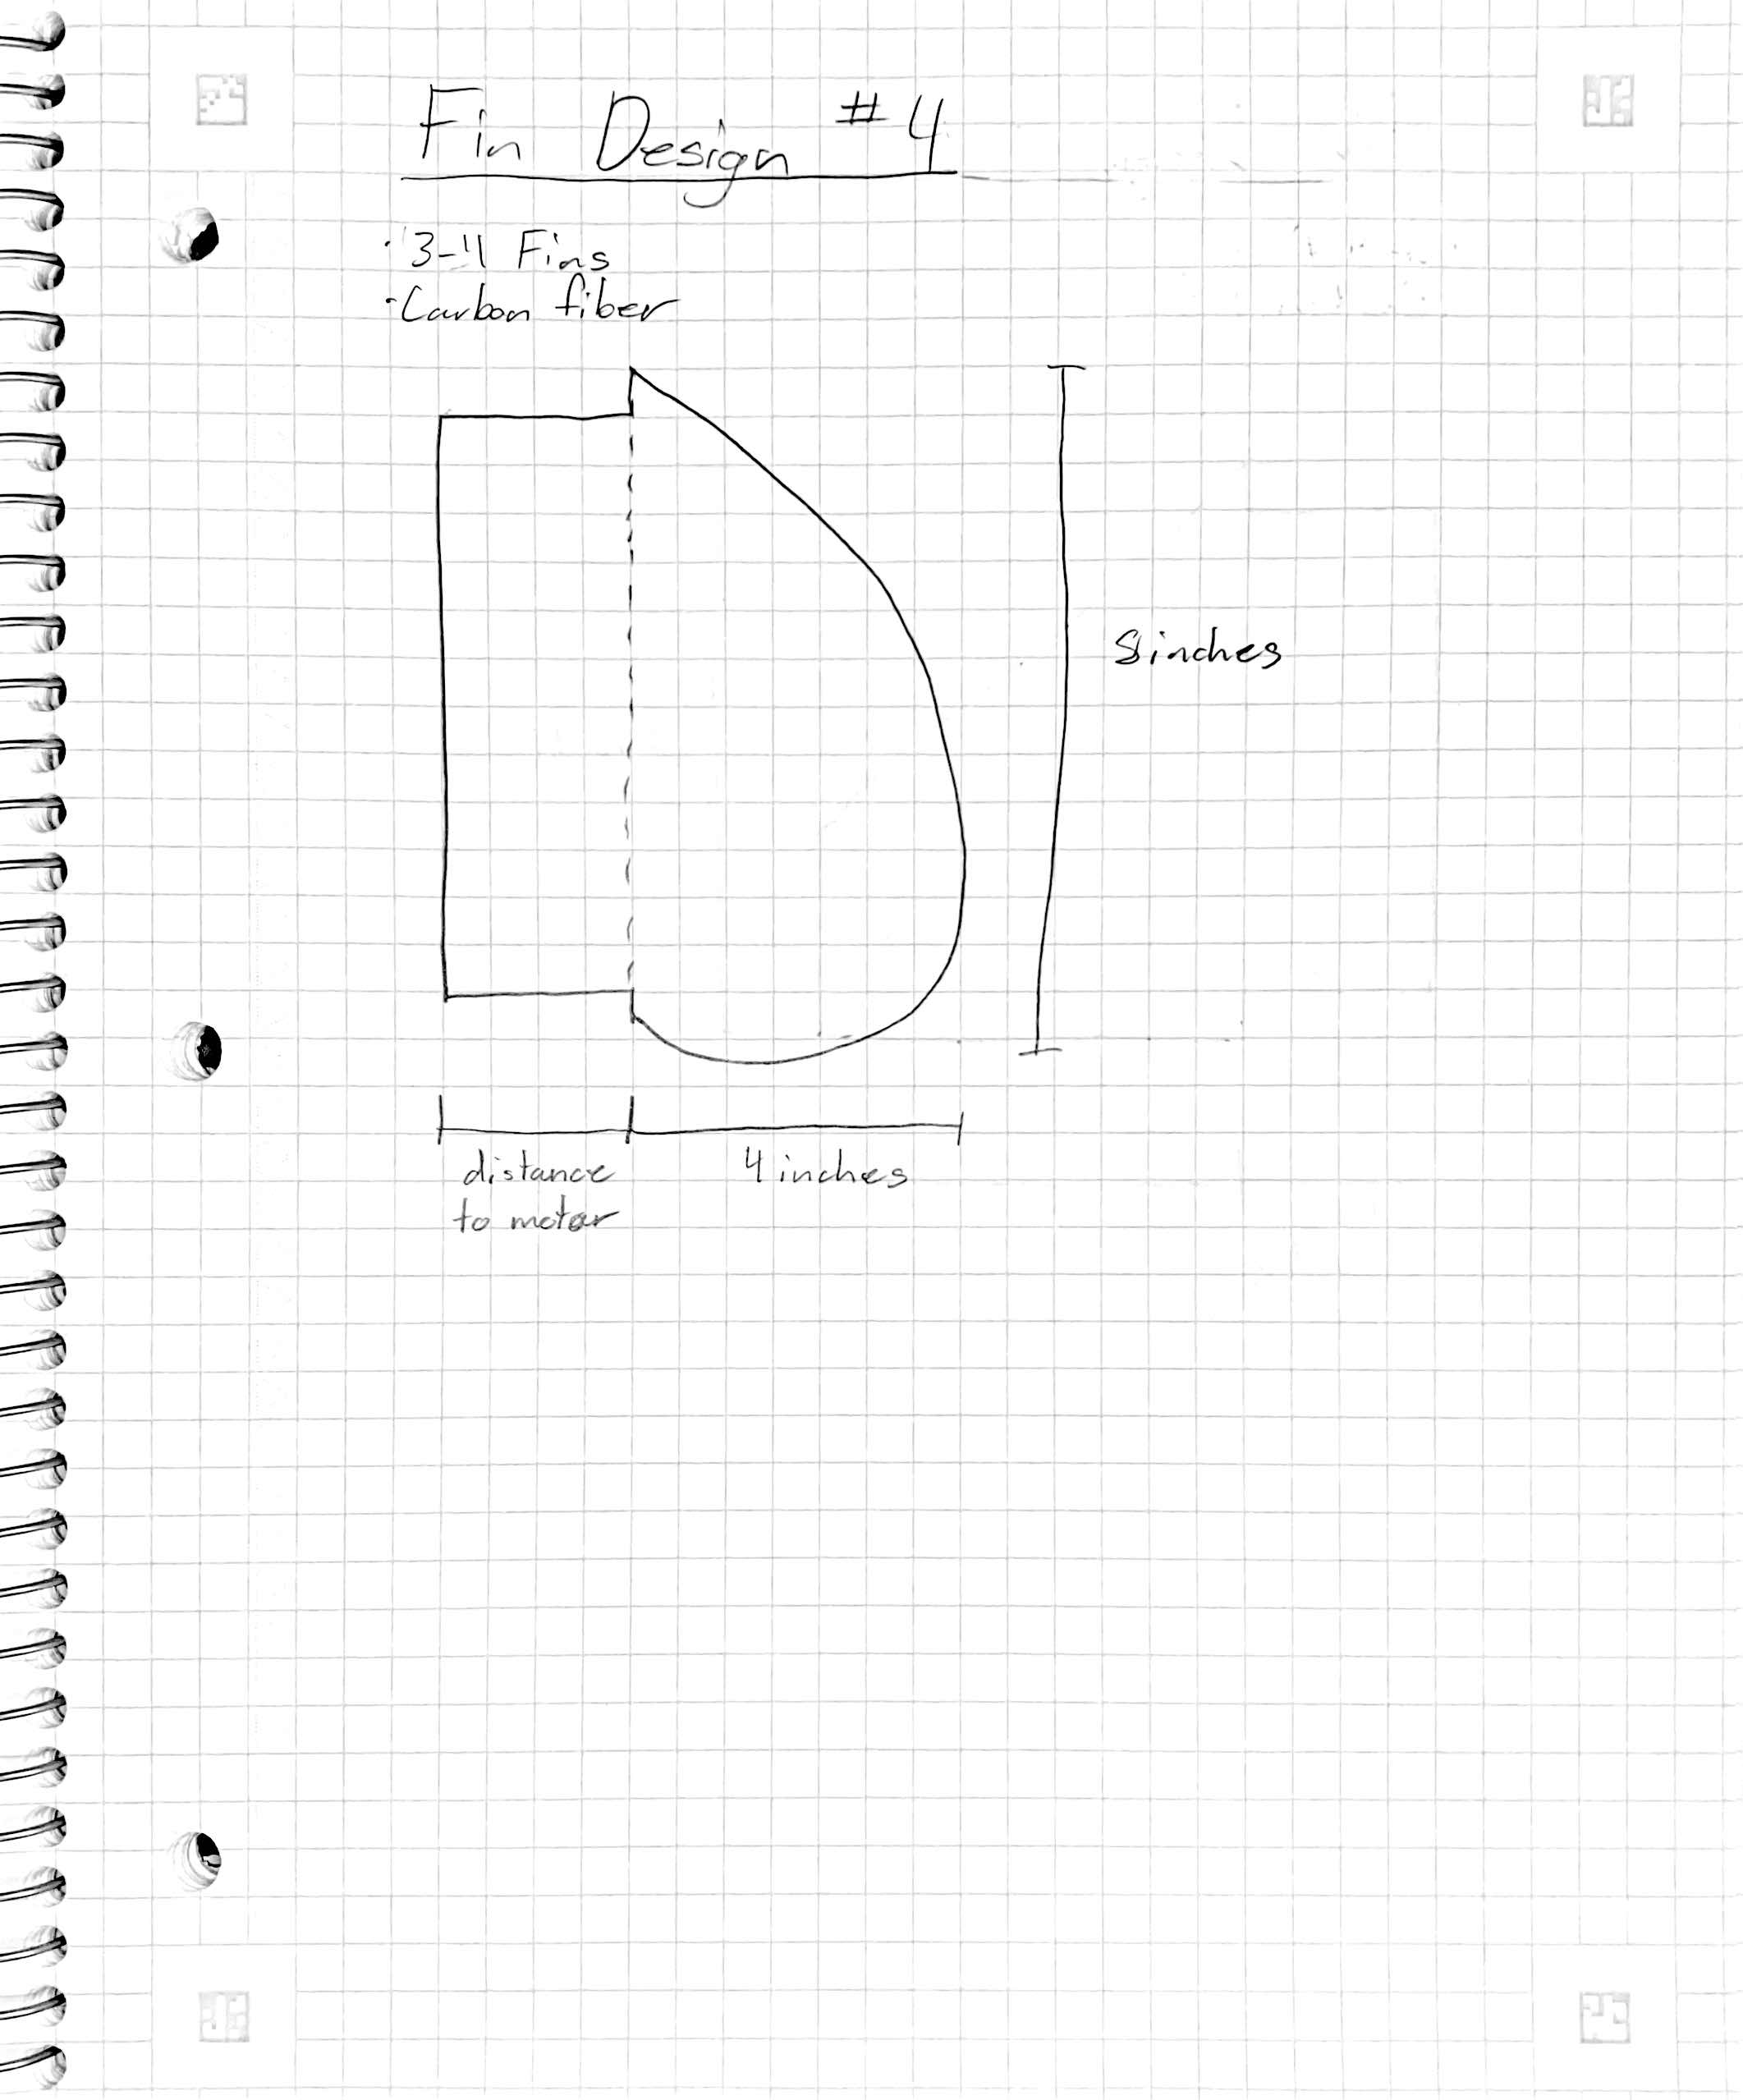 Fin Design #4
· 3-4 Fins
· Carbon fiber
8 inches
4 inches
distance
to motor